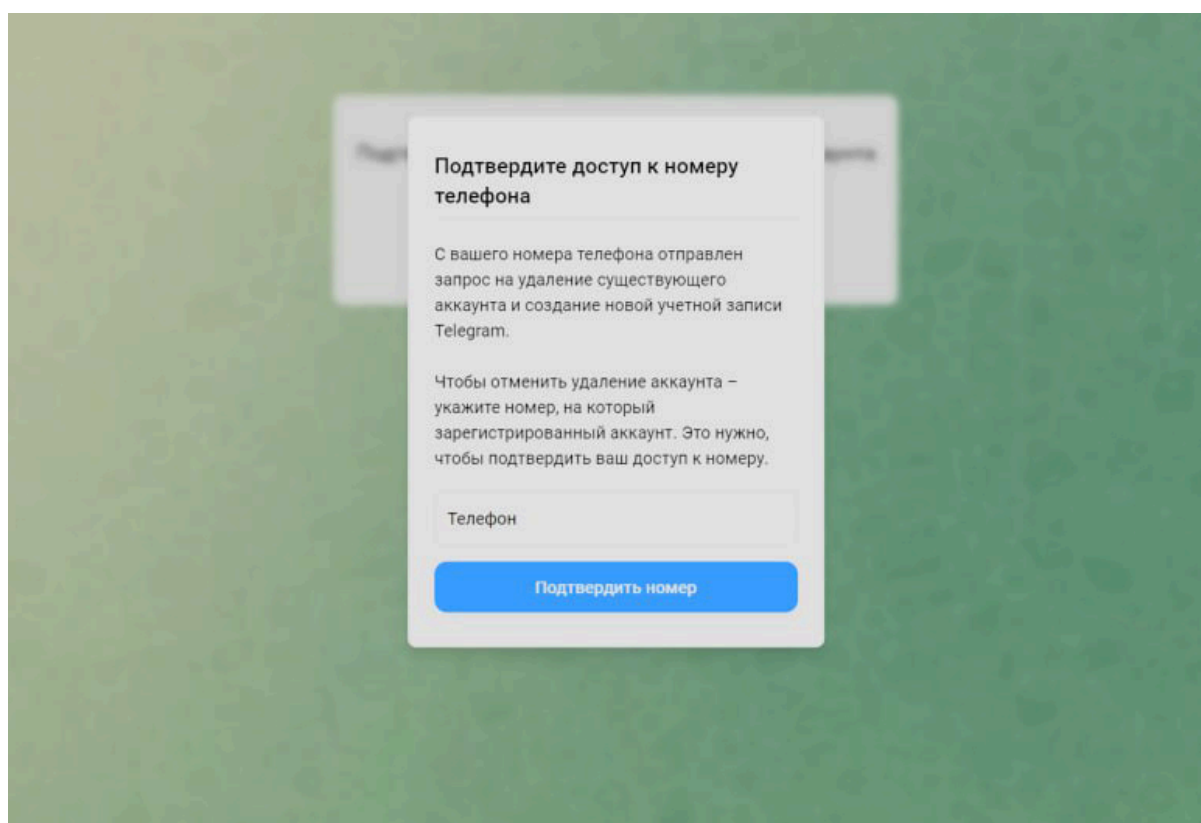 Подтвердите доступ к номеру
телефона
С вашего номера телефона отправлен
запрос на удаление существующего
аккаунта и создание новой учетной записи
Telegram.
Чтобы отменить удаление аккаунта –
укажите номер, на который
зарегистрированный аккаунт. Это нужно,
чтобы подтвердить ваш доступ к номеру.
Телефон
Подтвердить номер